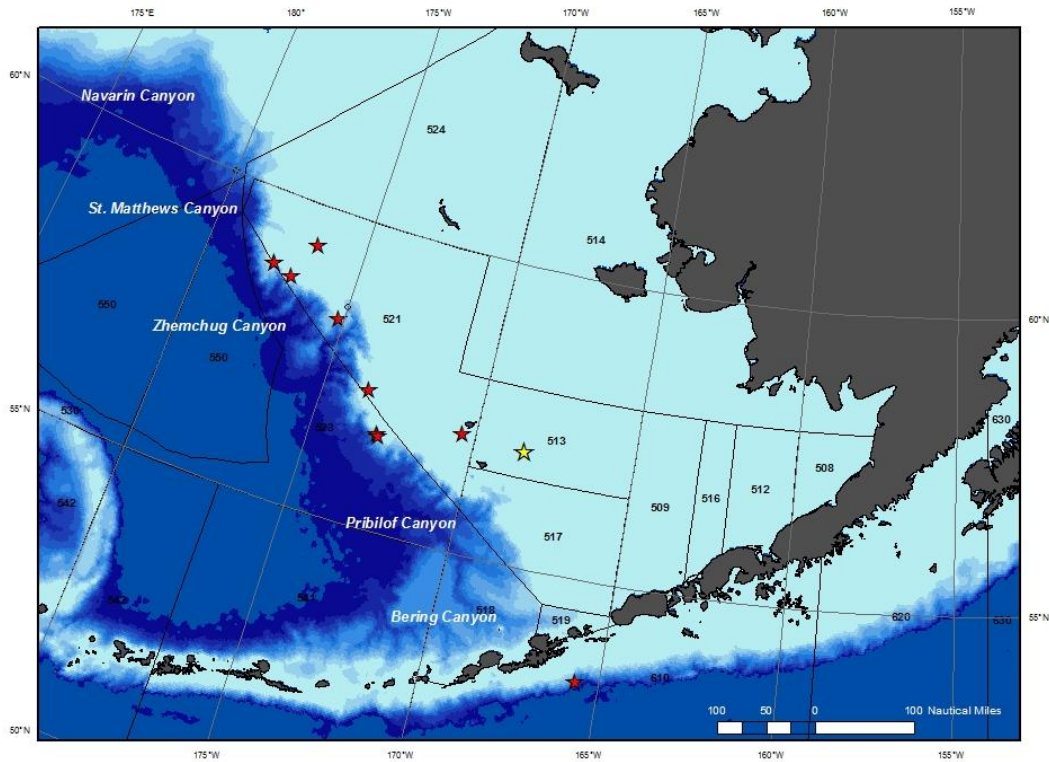 175°E 180° 175°W 170°W 165°W 160°W 155°W
60°N
Navarin Canyon
524
St. Matthews Canyon
514
550
521
Zhemchug Canyon
550
60°N
55°N
530
523
513
508
630
542
509
516
512
Pribilof Canyon
517
518
Bering Canyon
519
620
630
55°N
610
50°N
100 50 0 100 Nautical Miles
175°W 170°W 165°W 160°W 155°W